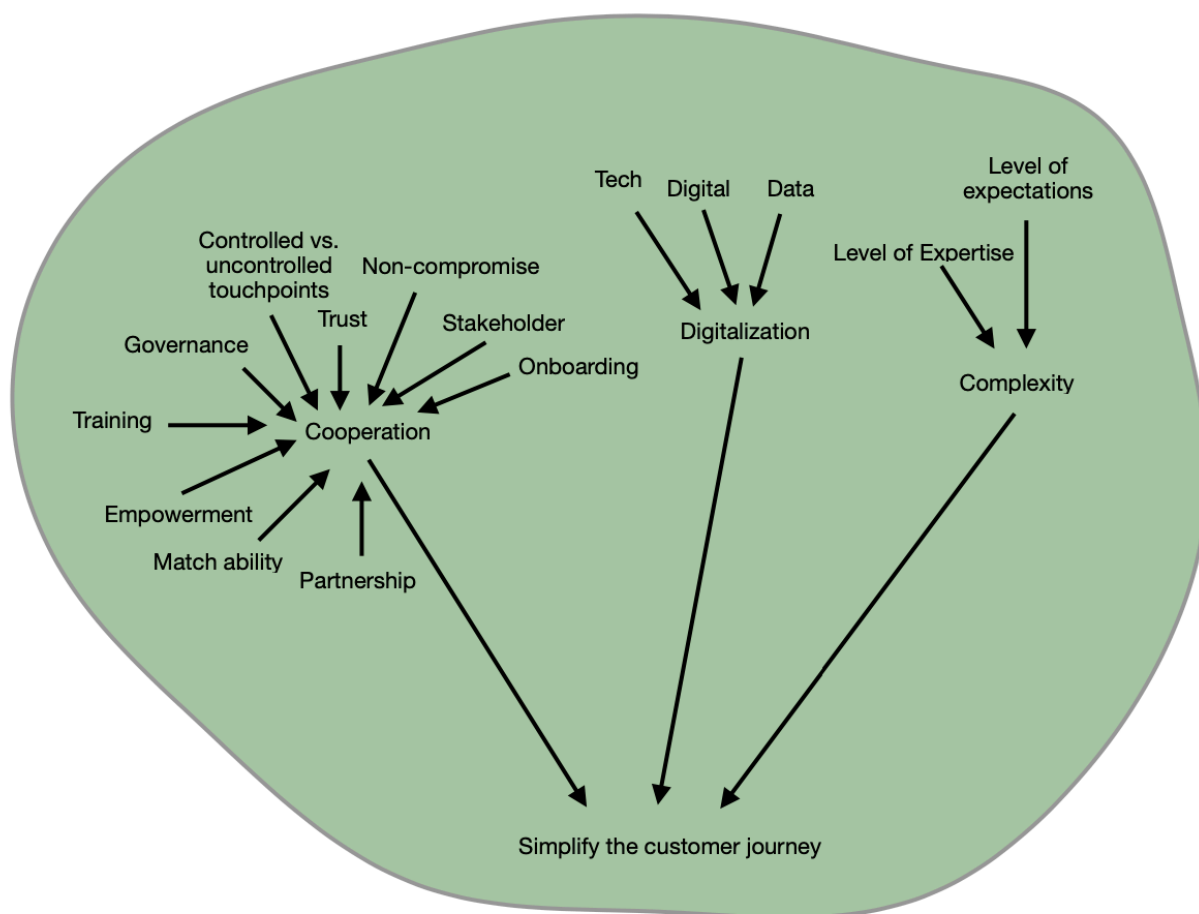 Level of
expectations
Tech
Digital
Data
Controlled vs.
uncontrolled
touchpoints
Level of Expertise
Non-compromise
Trust
Stakeholder
Digitalization
Governance
Onboarding
Complexity
Training
Cooperation
Empowerment
Match ability
Partnership
Simplify the customer journey